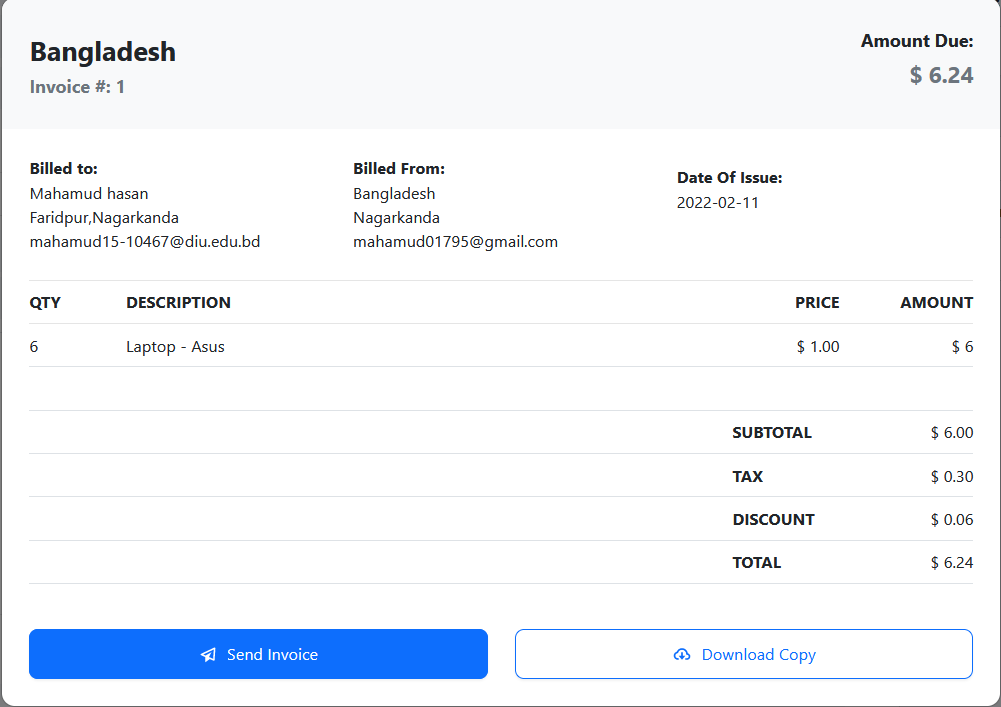 Bangladesh
Invoice #: 1
Amount Due:
$ 6.24
Billed to:
Mahamud hasan
Faridpur,Nagarkanda
mahamud15-10467@diu.edu.bd
Billed From:
Bangladesh
Nagarkanda
mahamud01795@gmail.com
Date Of Issue:
2022-02-11
QTY DESCRIPTION PRICE AMOUNT
6 Laptop - Asus $ 1.00 $ 6
SUBTOTAL $ 6.00
TAX $ 0.30
DISCOUNT $ 0.06
TOTAL $ 6.24
Send Invoice Download Copy